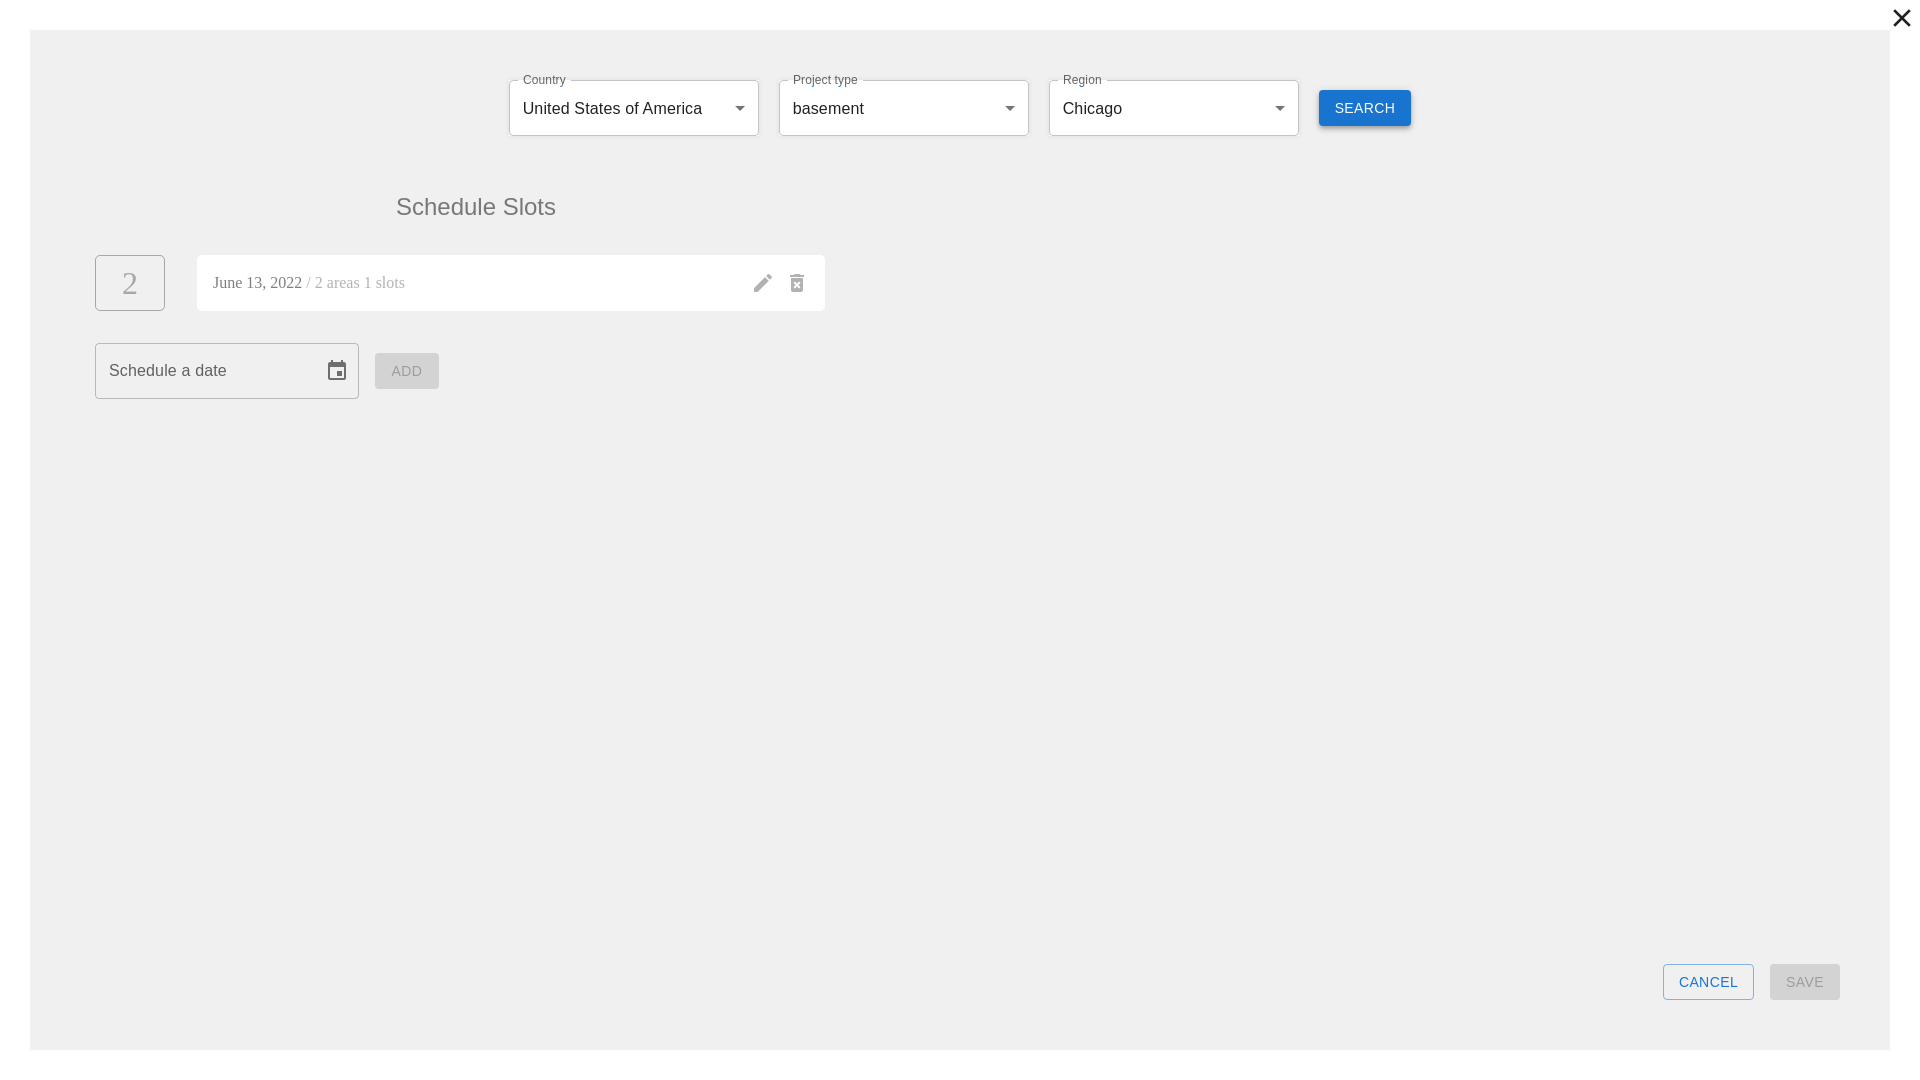 Country
United States of America
Project type
basement
Region
Chicago
SEARCH
Schedule Slots
2
June 13, 2022 / 2 areas 1 slots
Schedule a date
ADD
CANCEL
SAVE